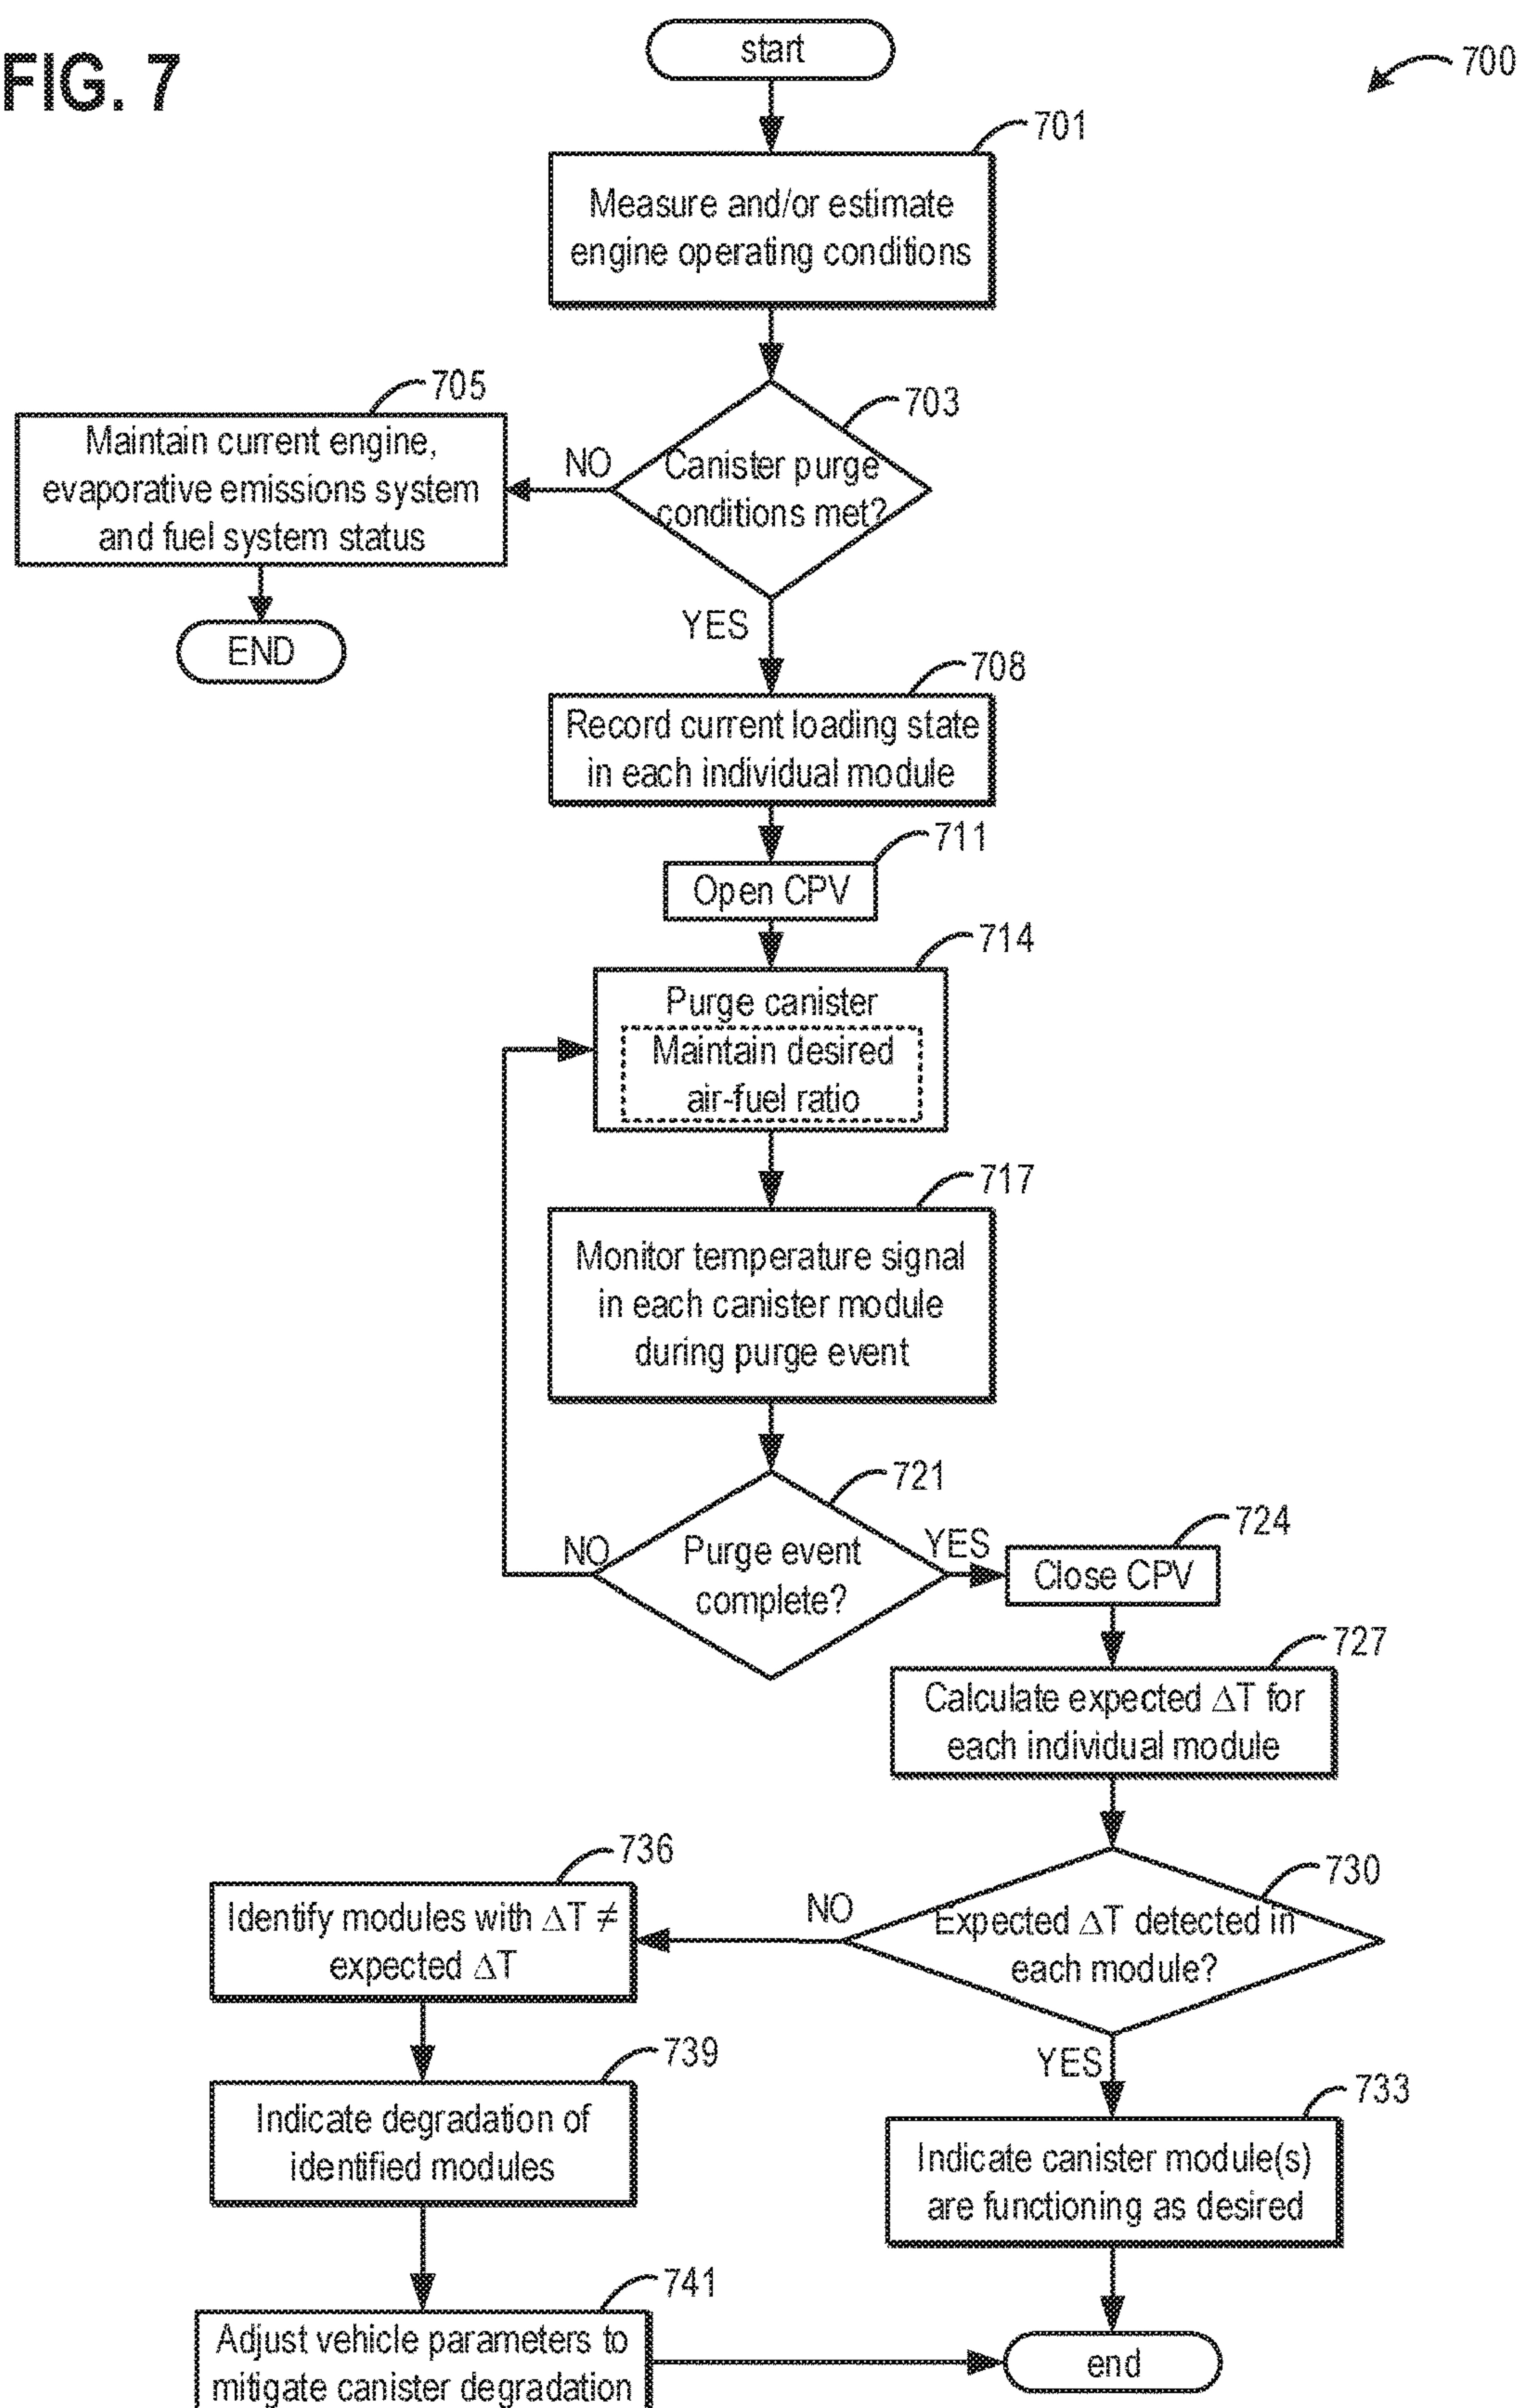 FIG. 7
start
700
701
Measure and/or estimate
engine operating conditions
705
703
Maintain current engine,
evaporative emissions system
and fuel system status
NO
Canister purge
conditions met?
END
YES
708
Record current loading state
in each individual module
711
Open CPV
714
Purge canister
Maintain desired
air-fuel ratio
717
Monitor temperature signal
in each canister module
during purge event
721
NO
Purge event
complete?
YES
724
Close CPV
727
Calculate expected ΔT for
each individual module
736
730
Identify modules with ΔT ≠
expected ΔT
NO
Expected ΔT detected in
each module?
739
YES
733
Indicate degradation of
identified modules
Indicate canister module(s)
are functioning as desired
741
Adjust vehicle parameters to
mitigate canister degradation
end